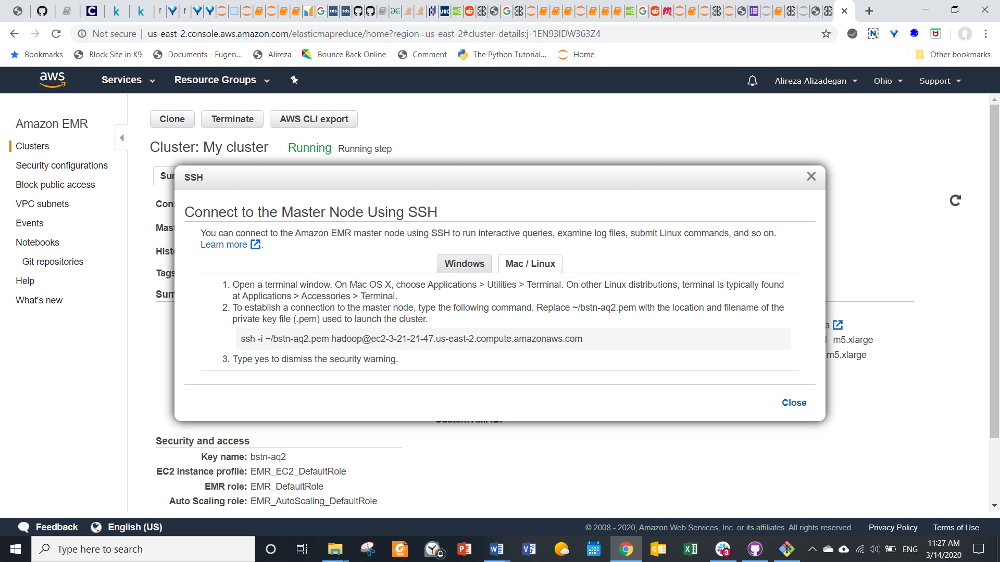 Not secure
us-east-2.console.aws.amazon.com/elasticmapreduce/home?region=us-east-2#cluster-details:j-1EN93IDW363Z4
Bookmarks
Block Site in K9
Documents - Eugen...
Alireza
Bounce Back Online
Comment
The Python Tutorial...
Home
Other bookmarks
aws
Services
Resource Groups
Alireza Alizadegan
Ohio
Support
Amazon EMR
Clusters
Security configurations
Block public access
VPC subnets
Events
Notebooks
Git repositories
Help
What's new
Clone
Terminate
AWS CLI export
Cluster: My cluster
Running
Running step
SSH
Connect to the Master Node Using SSH
You can connect to the Amazon EMR master node using SSH to run interactive queries, examine log files, submit Linux commands, and so on.
Learn more .
Windows
Mac / Linux
1. Open a terminal window. On Mac OS X, choose Applications > Utilities > Terminal. On other Linux distributions, terminal is typically found
at Applications > Accessories > Terminal.
2. To establish a connection to the master node, type the following command. Replace ~/bstn-aq2.pem with the location and filename of the
private key file (.pem) used to launch the cluster.
ssh -i ~/bstn-aq2.pem hadoop@ec2-3-21-21-47.us-east-2.compute.amazonaws.com
3. Type yes to dismiss the security warning.
Close
m5.xlarge
m5.xlarge
Security and access
Key name: bstn-aq2
EC2 instance profile: EMR_EC2_DefaultRole
EMR role: EMR_DefaultRole
Auto Scaling role: EMR_AutoScaling_DefaultRole
Feedback
English (US)
© 2008 - 2020, Amazon Web Services, Inc. or its affiliates. All rights reserved.
Privacy Policy
Terms of Use
Type here to search
ENG
11:27 AM
3/14/2020